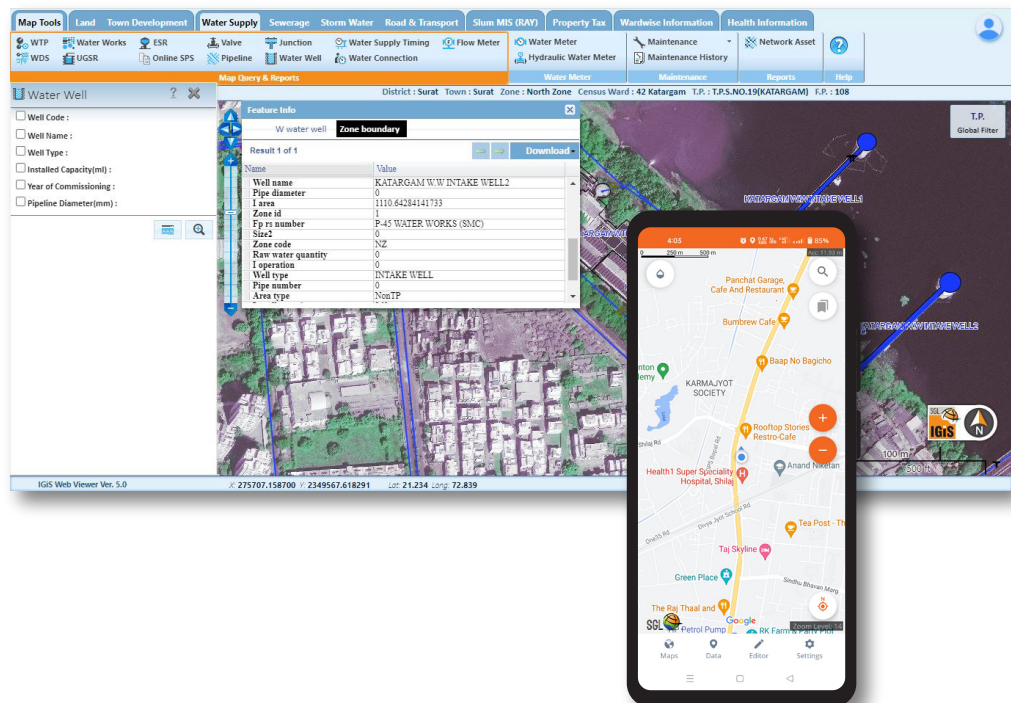 Map Tools Land Town Development Water Supply Sewerage Storm Water Road & Transport Slum MIS (RAY) Property Tax Wardwise Information Health Information
WTP Water Works ESR Valve Junction Water Supply Timing Flow Meter Water Meter Maintenance Network Asset
WDS UGSR Online SPS Pipeline Water Well Water Connection Hydraulic Water Meter Maintenance History
Map Query & Reports Water Meter Maintenance Reports Help
District : Surat Town : Surat Zone : North Zone Census Ward : 42 Katargam T.P. : T.P.S.NO.19(KATARGAM) F.P. : 108
Water Well ?
Well Code :
Well Name :
Well Type :
Installed Capacity(ml) :
Year of Commissioning :
Pipeline Diameter(mm) :
Feature Info
W water well Zone boundary
Result 1 of 1 Download
Name Value
Well name KATARGAM W.W INTAKE WELL2
Pipe diameter 0
I area 1110.64284141733
Zone id 1
Fp rs number P-45 WATER WORKS (SMC)
Size2 0
Zone code NZ
Raw water quantity 0
I operation 0
Well type INTAKE WELL
Pipe number 0
Area type NonTP
T.P.
Global Filter
KATARGAM W.W INTAKE WELL1
KATARGAM W.W INTAKE WELL2
SGL
IGiS
N
100 m
500 ft
IGiS Web Viewer Ver. 5.0 X: 275707.158700 Y: 2349567.618291 Lat: 21.234 Long: 72.839
4:05 85%
0 250 m 500 m
Panchat Garage,
Cafe And Restaurant
Bumbrew Cafe
Baap No Bagicho
KARMAJYOT
SOCIETY
Rooftop Stories
Restro-Cafe
Shilaj Rd
Anand Niketan
Health1 Super Speciality
Hospital, Shilaj
Divya Jyot School Rd
One35 Rd
Tea Post - Th
Taj Skyline
Green Place
Sindhu Bhavan Marg
The Raj Thaal and
Google
SGL
Petrol Pump
RK Farm & Party Plot
Zoom Level: 14
Maps Data Editor Settings